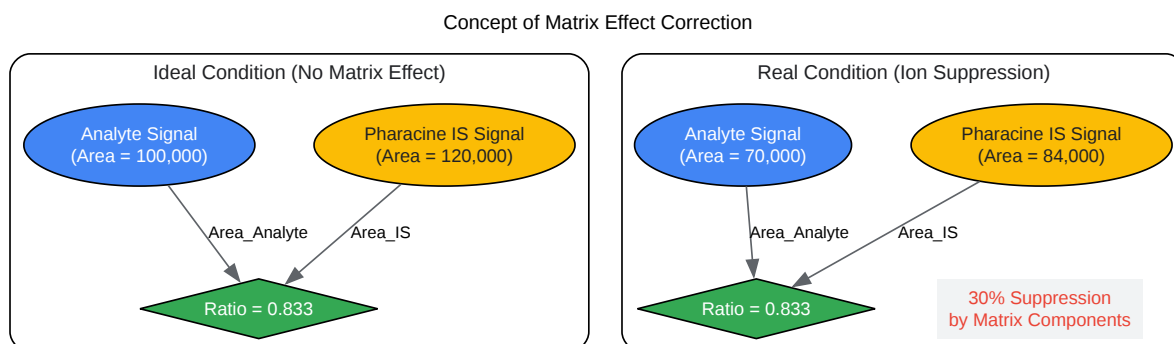 Concept of Matrix Effect Correction
Ideal Condition (No Matrix Effect)
Analyte Signal
(Area = 100,000)
Pharacine IS Signal
(Area = 120,000)
Area_Analyte
Area_IS
Ratio = 0.833
Real Condition (Ion Suppression)
Analyte Signal
(Area = 70,000)
Pharacine IS Signal
(Area = 84,000)
Area_Analyte
Area_IS
Ratio = 0.833
30% Suppression
by Matrix Components